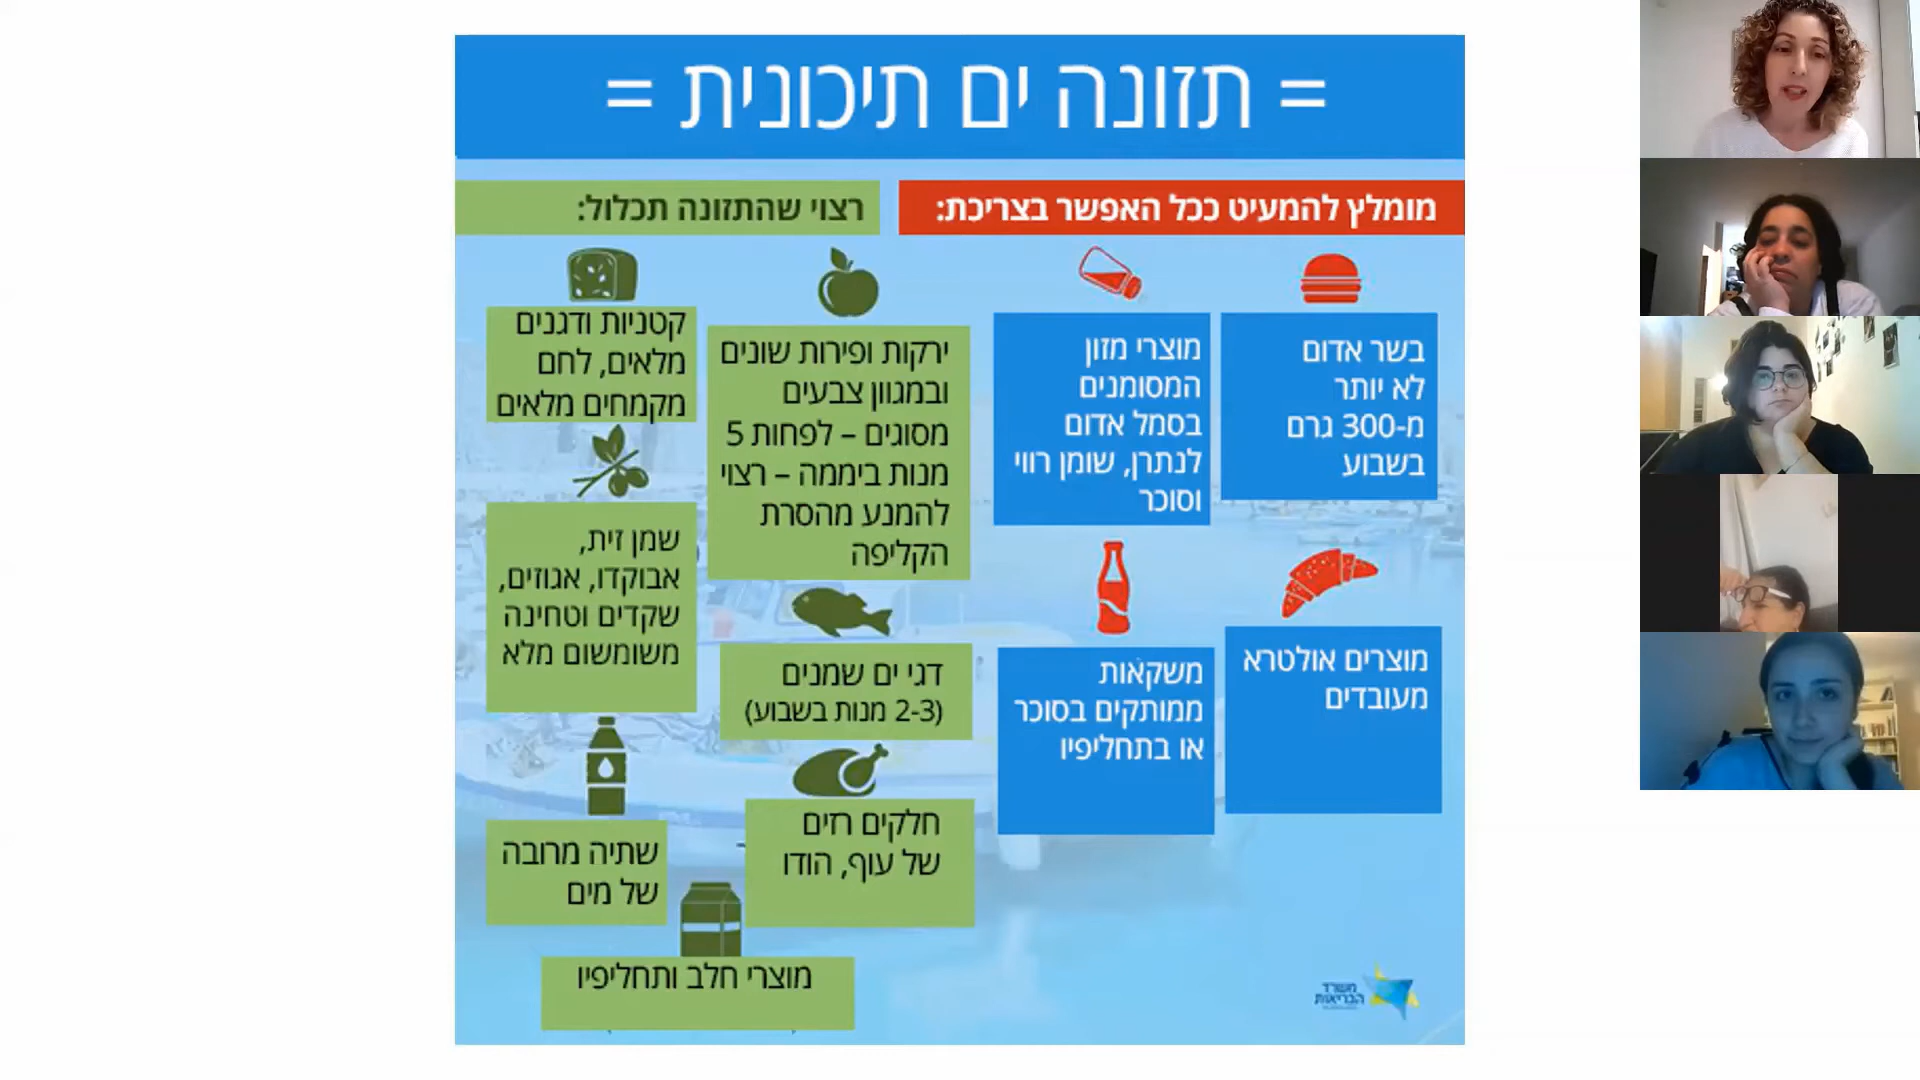 = תזונה ים תיכונית =
מומלץ להמעיט ככל האפשר בצריכת:
בשר אדום
לא יותר
מ-300 גרם
בשבוע
מוצרי מזון
המסומנים
בסמל אדום
לנתרן, שומן רווי
וסוכר
מוצרים אולטרא
מעובדים
משקאות
ממותקים בסוכר
או בתחליפיו
רצוי שהתזונה תכלול:
ירקות ופירות שונים
ובמגוון צבעים
מסוגים – לפחות 5
מנות ביממה – רצוי
להמנע מהסרת
הקליפה
קטניות ודגנים
מלאים, לחם
מקמחים מלאים
שמן זית,
אבוקדו, אגוזים,
שקדים וטחינה
משומשום מלא
דגי ים שמנים
(2-3 מנות בשבוע)
חלקים רזים
של עוף, הודו
שתיה מרובה
של מים
מוצרי חלב ותחליפיו
משרד
הבריאות